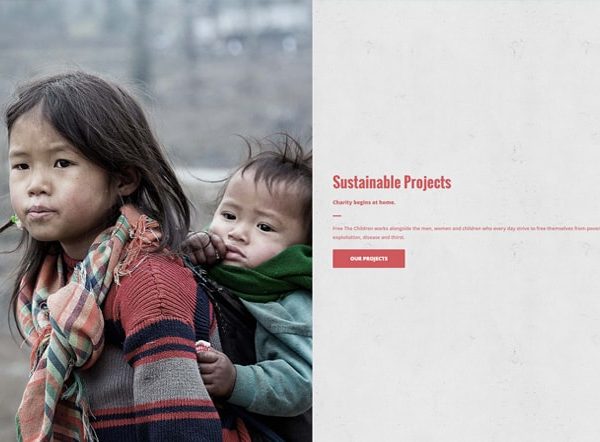 Sustainable Projects
Charity begins at home.
Free The Children works alongside the men, women and children who every day strive to free themselves from
exploitation, disease and thirst.
OUR PROJECTS